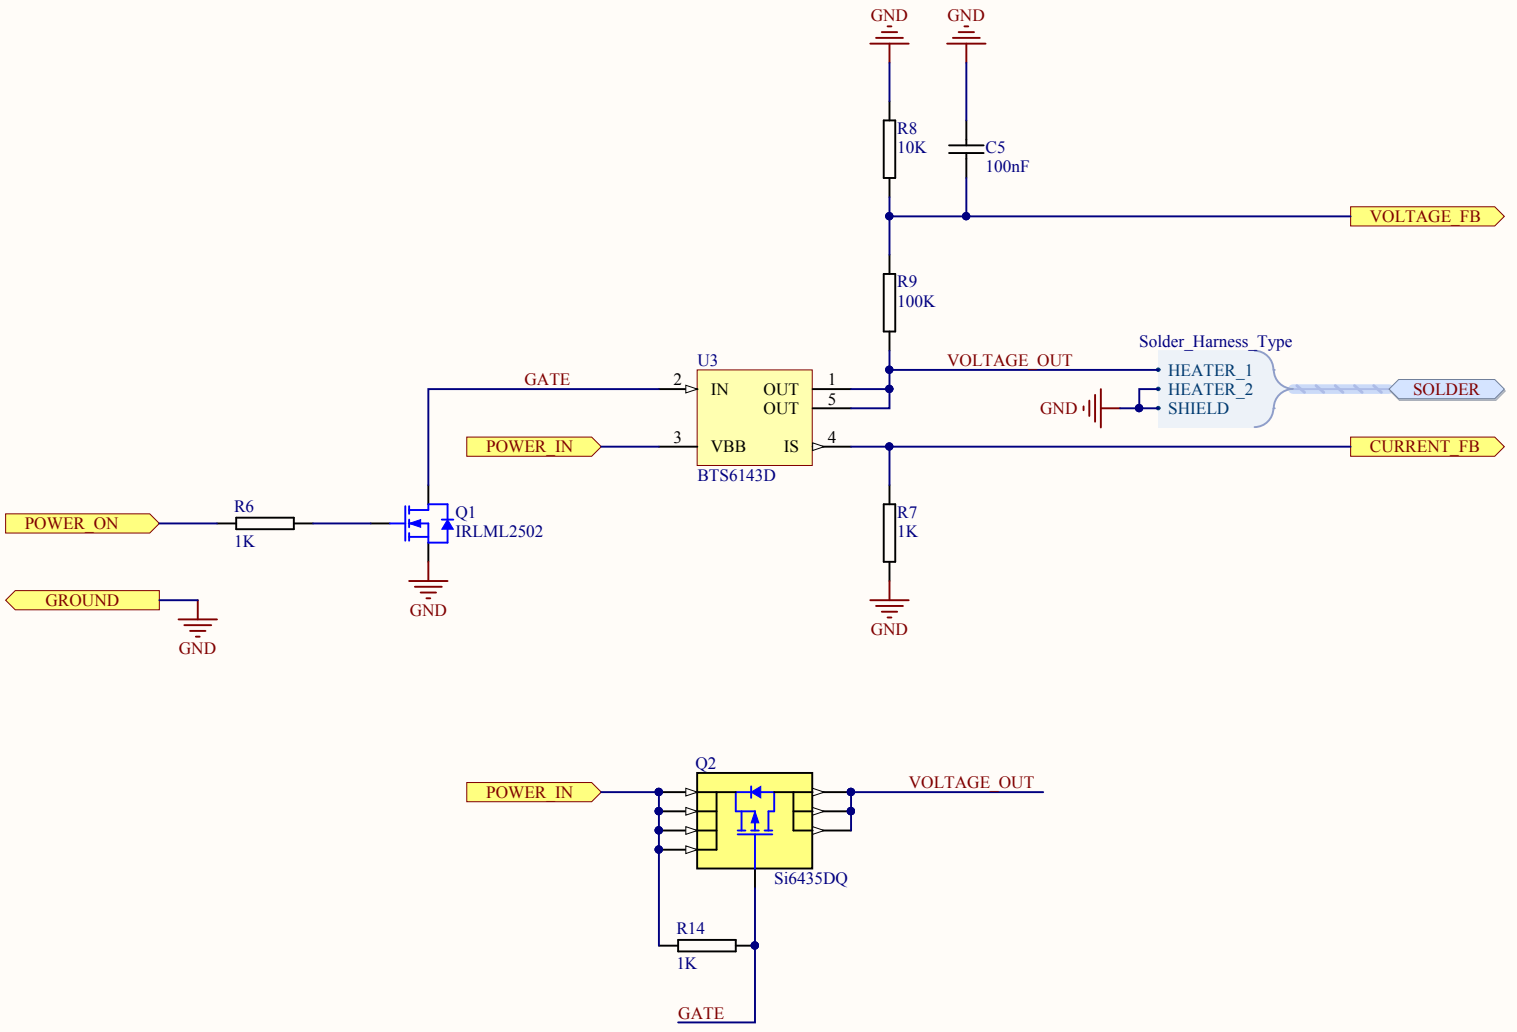 GND
GND
R8
10K
C5
100nF
VOLTAGE_FB
R9
100K
Solder_Harness_Type
U3
VOLTAGE_OUT
HEATER_1
GATE
2
IN
OUT
1
HEATER_2
SOLDER
OUT
5
GND
SHIELD
POWER_IN
3
VBB
IS
4
CURRENT_FB
BTS6143D
R6
Q1
R7
POWER_ON
IRLML2502
1K
1K
GROUND
GND
GND
GND
Q2
POWER_IN
VOLTAGE_OUT
Si6435DQ
R14
1K
GATE